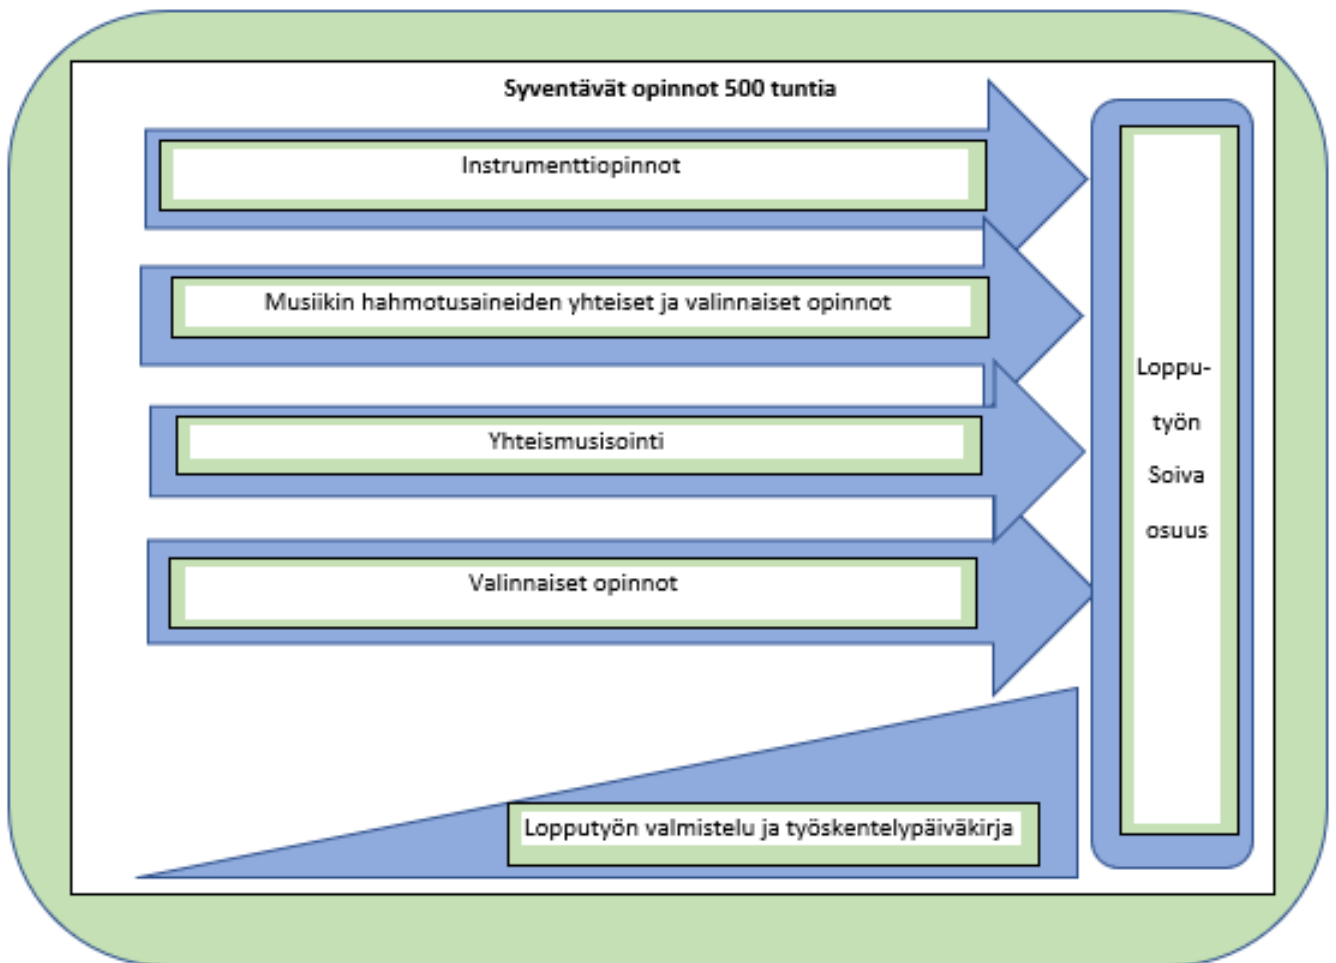 Syventävät opinnot 500 tuntia
Instrumenttiopinnot
Musiikin hahmotusaineiden yhteiset ja valinnaiset opinnot
Yhteismusisointi
Valinnaiset opinnot
Lopputyön valmistelu ja työskentelypäiväkirja
Loppu-
työn
Soiva
osuus